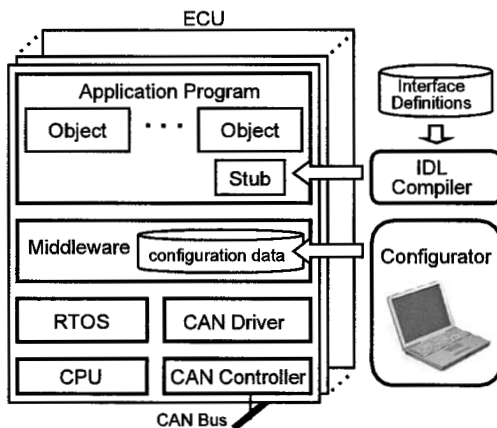 ECU
Application Program
Object
· · ·
Object
Stub
Middleware
configuration data
RTOS
CAN Driver
CPU
CAN Controller
CAN Bus
Interface
Definitions
IDL
Compiler
Configurator